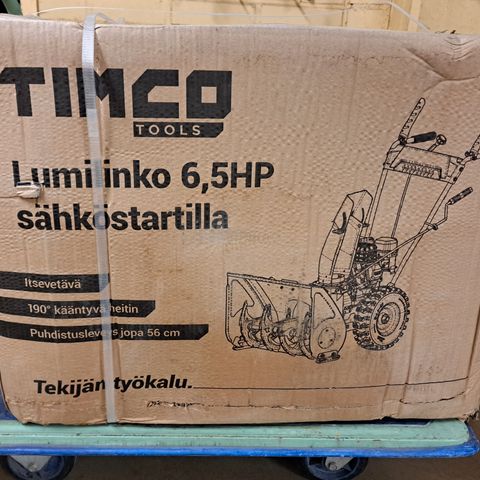 TIMCO
TOOLS
Lumilinko 6,5HP
sähköstartilla
Itsevetävä
190° kääntyvä heitin
Puhdistusleveys jopa 56 cm
Tekijän työkalu.